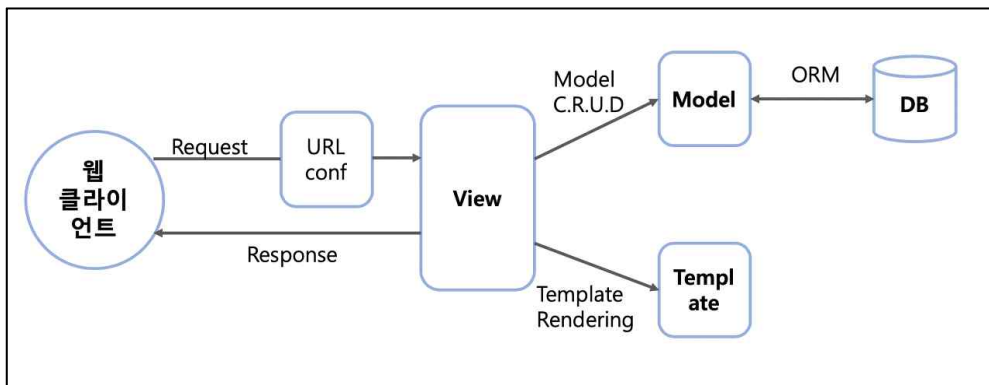 웹
클라이
언트
Request
URL
conf
View
Response
Model
C.R.U.D
Model
ORM
DB
Template
Rendering
Templ
ate